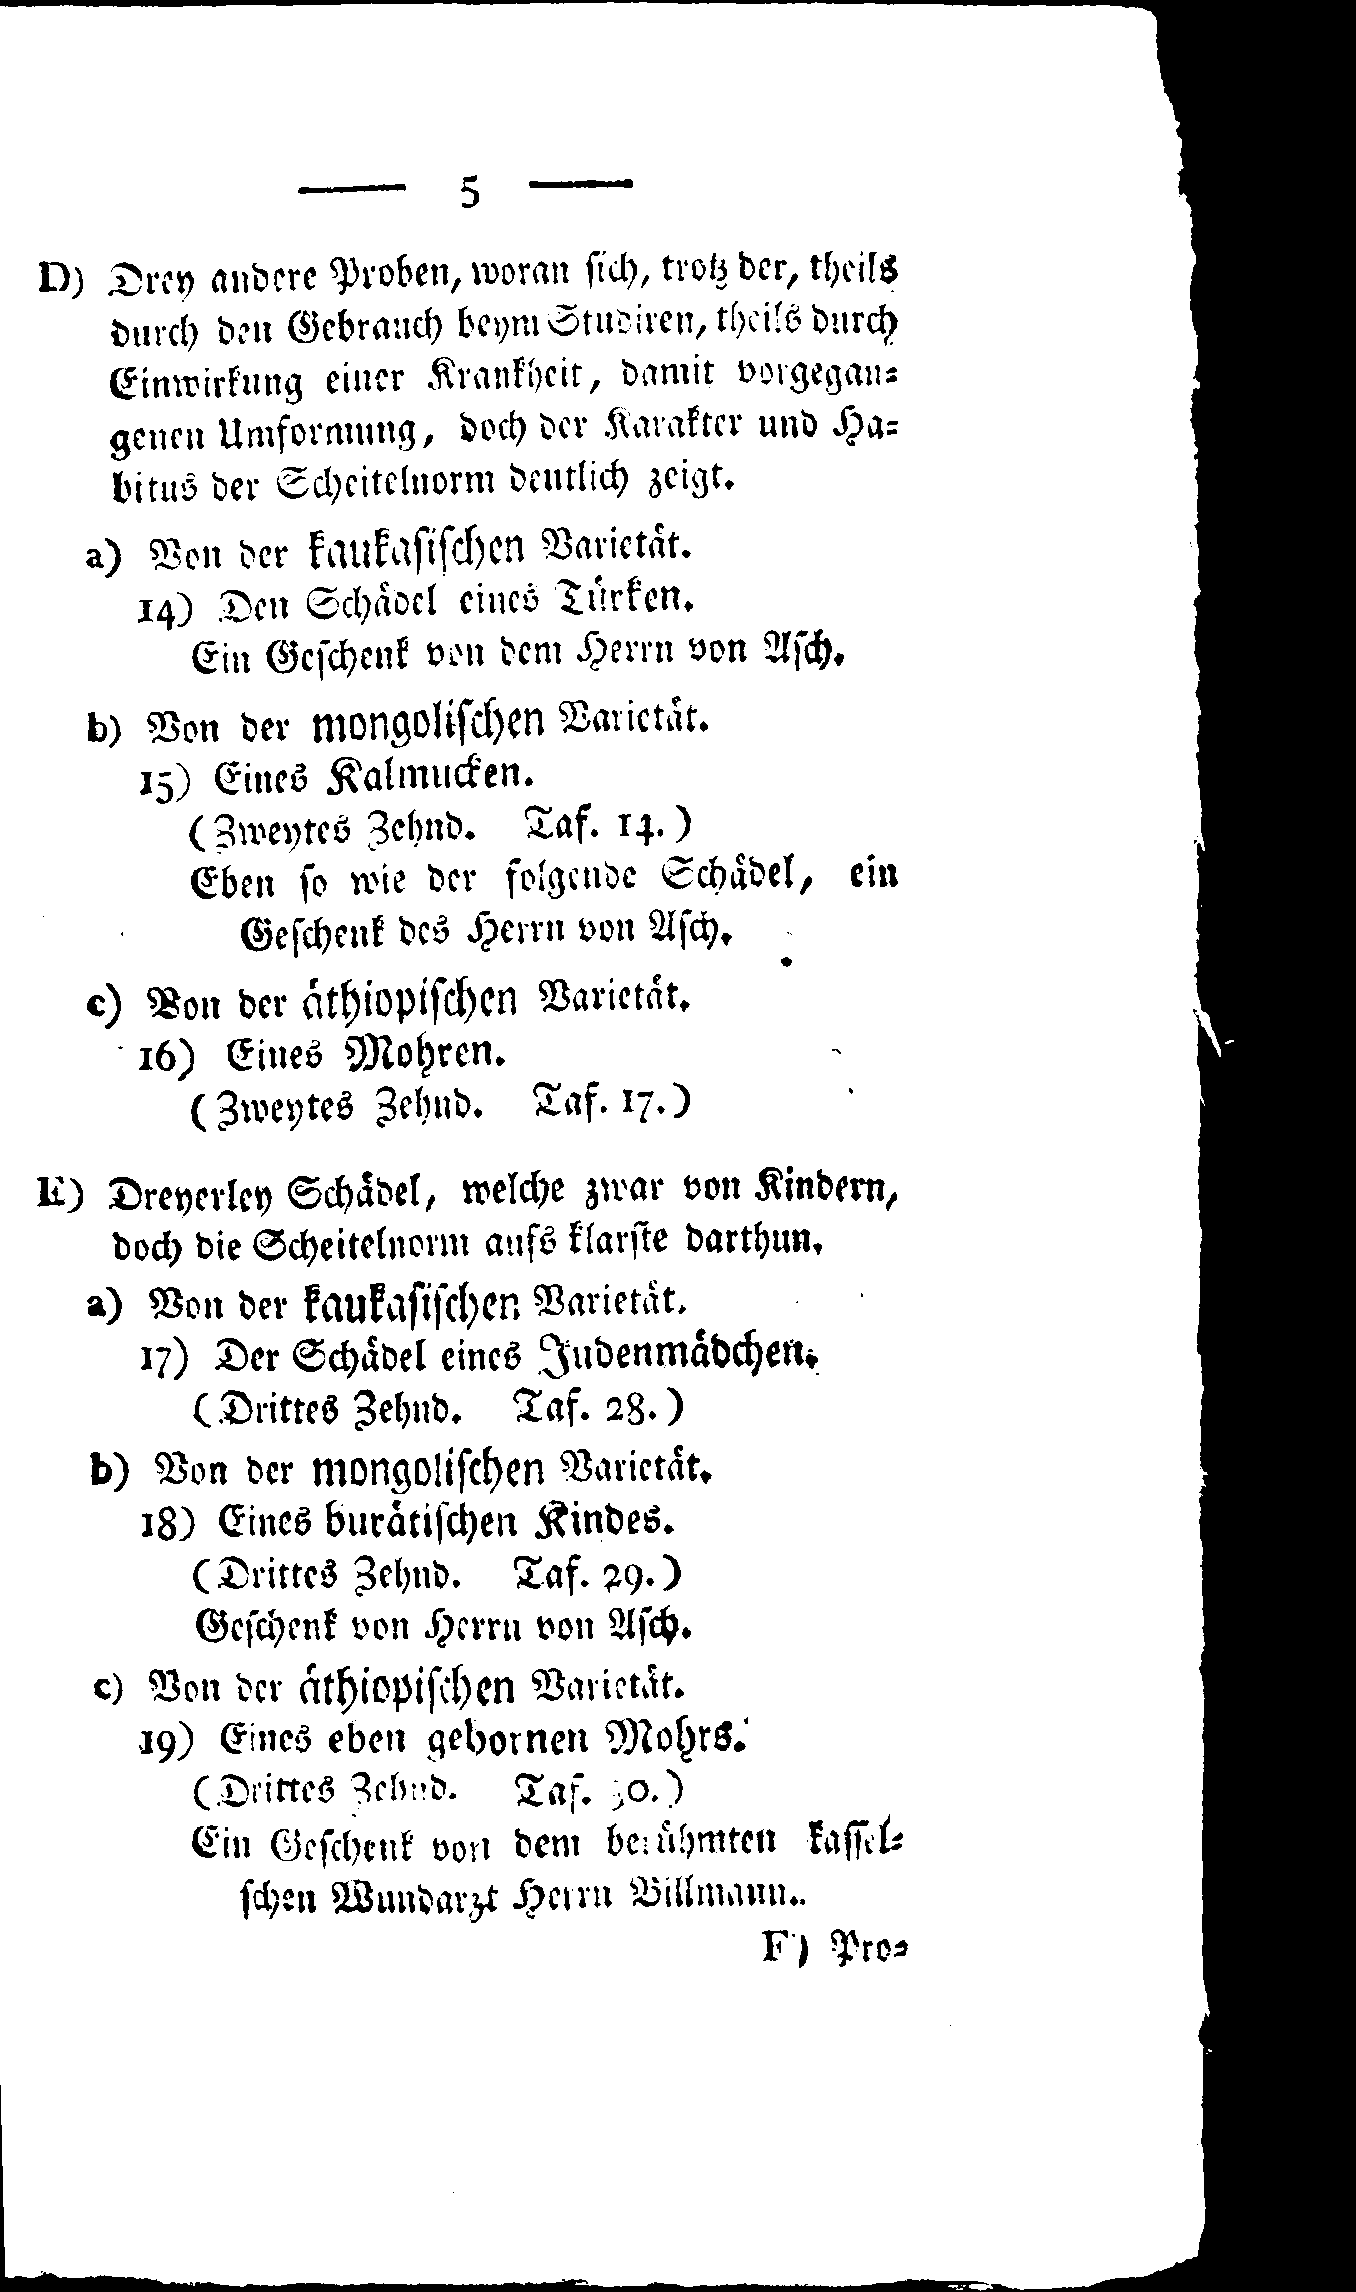 — 5 —
D) Drey andere Proben, woran sich, trotz der, theils
durch den Gebrauch beym Studiren, theils durch
Einwirkung einer Krankheit, damit vorgegan-
genen Umformung, doch der Karakter und Ha-
bitus der Scheitelnorm deutlich zeigt.
a) Von der kaukasischen Varietät.
14) Den Schädel eines Türken.
Ein Geschenk von dem Herrn von Asch.
b) Von der mongolischen Varietät.
15) Eines Kalmucken.
(Zweytes Zehnd. Taf. 14.)
Eben so wie der folgende Schädel, ein
Geschenk des Herrn von Asch.
c) Von der äthiopischen Varietät.
16) Eines Mohren.
(Zweytes Zehnd. Taf. 17.)
E) Dreyerley Schädel, welche zwar von Kindern,
doch die Scheitelnorm aufs klarste darthun.
a) Von der kaukasischen Varietät.
17) Der Schädel eines Judenmädchen.
(Drittes Zehnd. Taf. 28.)
b) Von der mongolischen Varietät.
18) Eines burätischen Kindes.
(Drittes Zehnd. Taf. 29.)
Geschenk von Herrn von Asch.
c) Von der äthiopischen Varietät.
19) Eines eben gebornen Mohrs.
(Drittes Zehnd. Taf. 30.)
Ein Geschenk von dem berühmten kassel-
schen Wundarzt Herrn Billmann.
F) Pro-